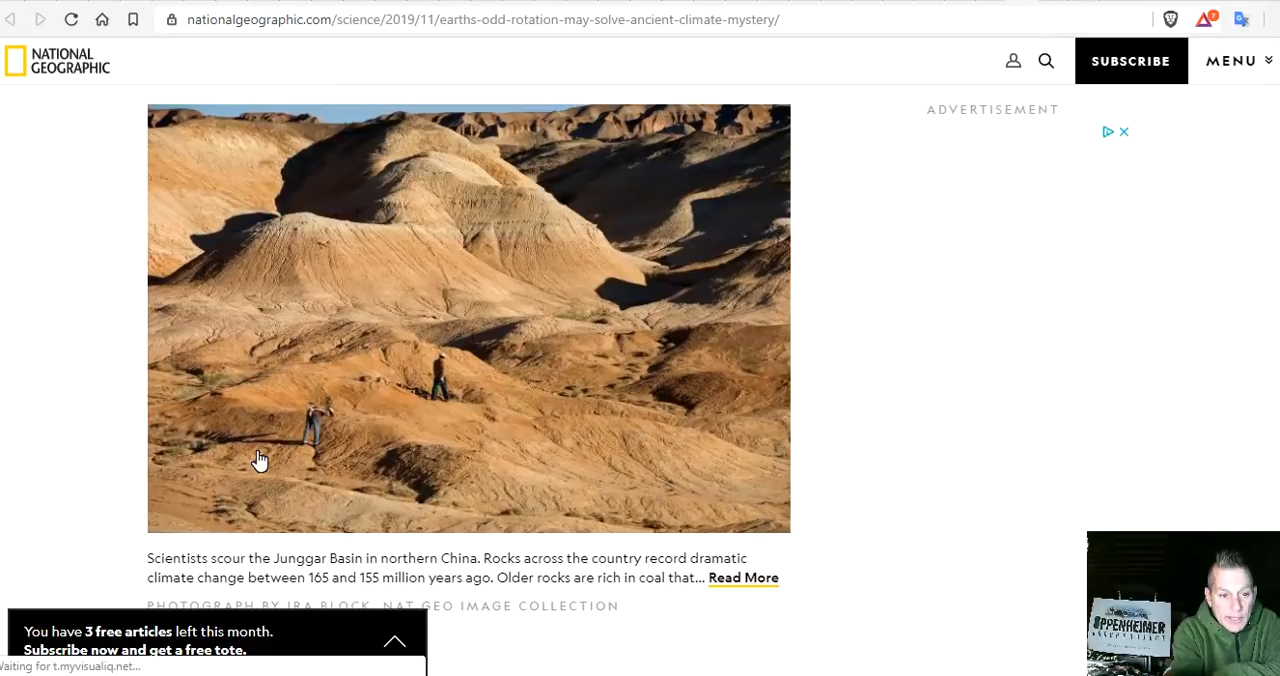 nationalgeographic.com/science/2019/11/earths-odd-rotation-may-solve-ancient-climate-mystery/
NATIONAL
GEOGRAPHIC
SUBSCRIBE
MENU
ADVERTISEMENT
Scientists scour the Junggar Basin in northern China. Rocks across the country record dramatic
climate change between 165 and 155 million years ago. Older rocks are rich in coal that... Read More
PHOTOGRAPH BY IRA BLOCK, NAT GEO IMAGE COLLECTION
You have 3 free articles left this month.
Subscribe now and get a free tote.
Waiting for t.myvisualiq.net...
OPPENHEIMER